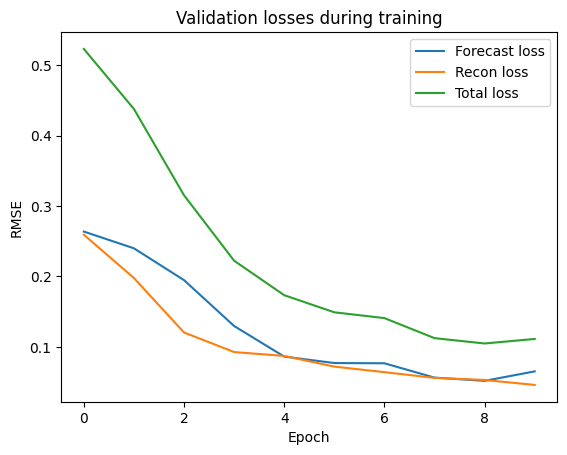 Validation losses during training
Forecast loss
Recon loss
Total loss
RMSE
0.5
0.4
0.3
0.2
0.1
0 2 4 6 8
Epoch